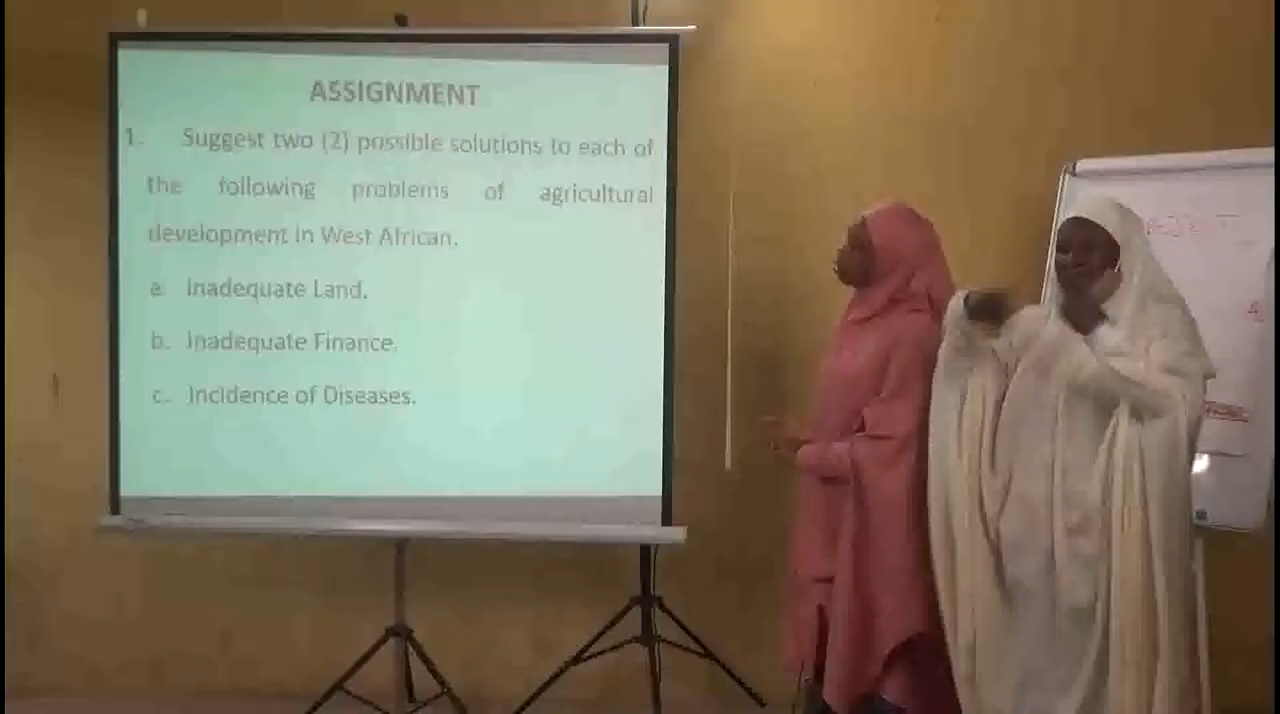 ASSIGNMENT
1. Suggest two (2) possible solutions to each of
the following problems of agricultural
development in West African.
a. Inadequate Land.
b. Inadequate Finance.
c. Incidence of Diseases.